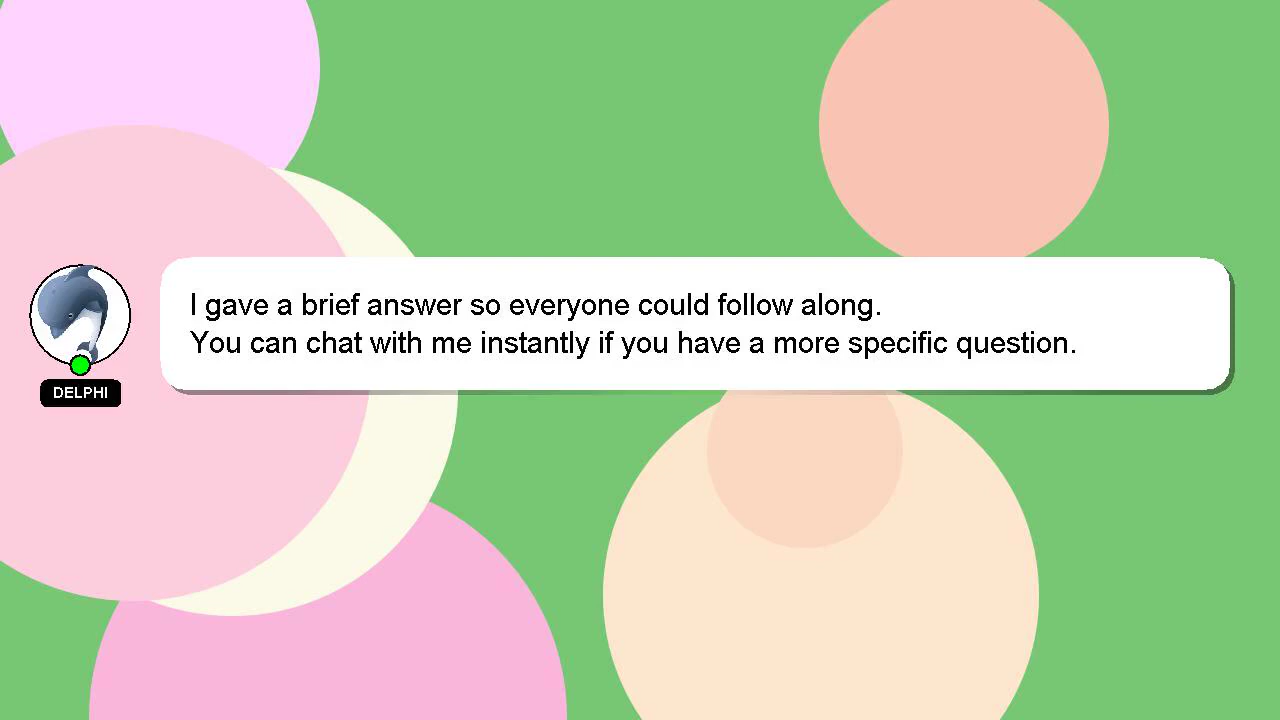 I gave a brief answer so everyone could follow along.
You can chat with me instantly if you have a more specific question.
DELPHI